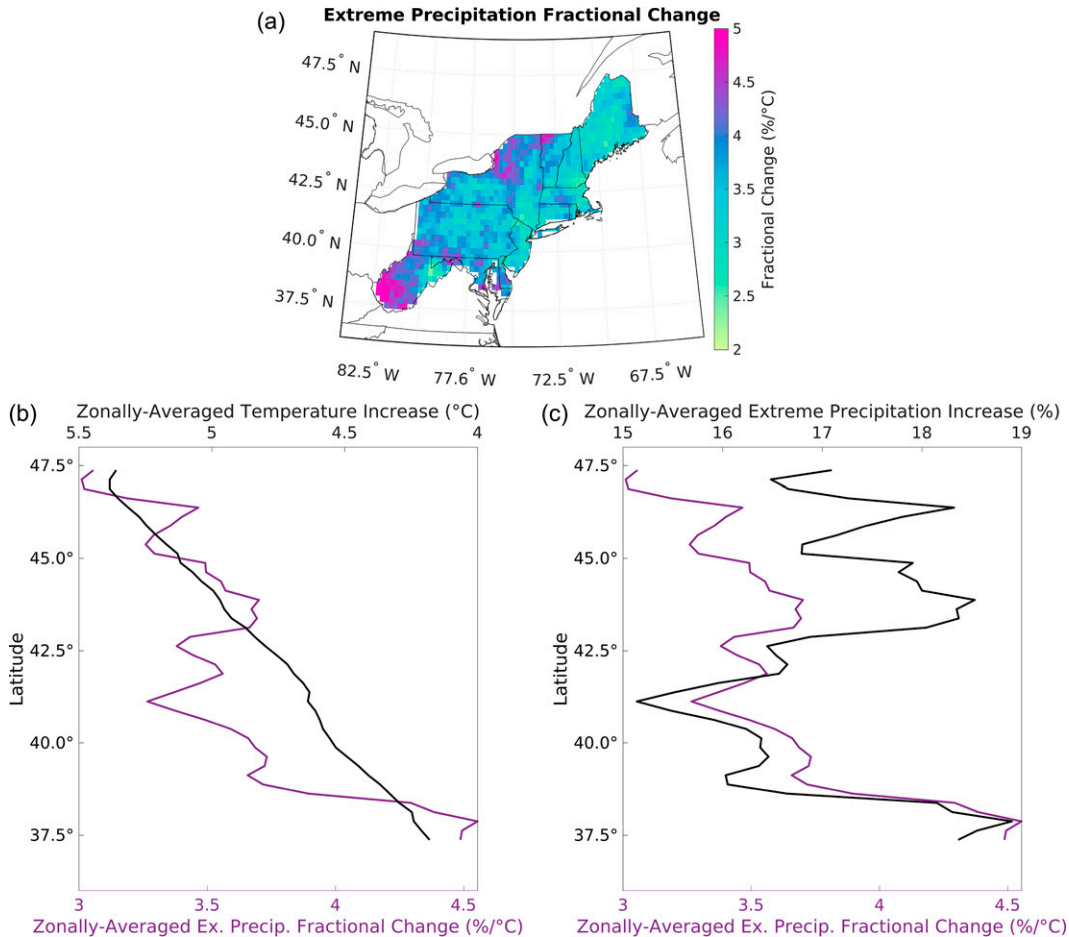 (a)
Extreme Precipitation Fractional Change
47.5° N
45.0° N
42.5° N
40.0° N
37.5° N
82.5° W
77.6° W
72.5° W
67.5° W
5
4.5
4
3.5
3
2.5
2
Fractional Change (%/°C)
(b)
Zonally-Averaged Temperature Increase (°C)
5.5 5 4.5 4
47.5°
45.0°
42.5°
40.0°
37.5°
Latitude
3 3.5 4 4.5
Zonally-Averaged Ex. Precip. Fractional Change (%/°C)
(c)
Zonally-Averaged Extreme Precipitation Increase (%)
15 16 17 18 19
47.5°
45.0°
42.5°
40.0°
37.5°
Latitude
3 3.5 4 4.5
Zonally-Averaged Ex. Precip. Fractional Change (%/°C)